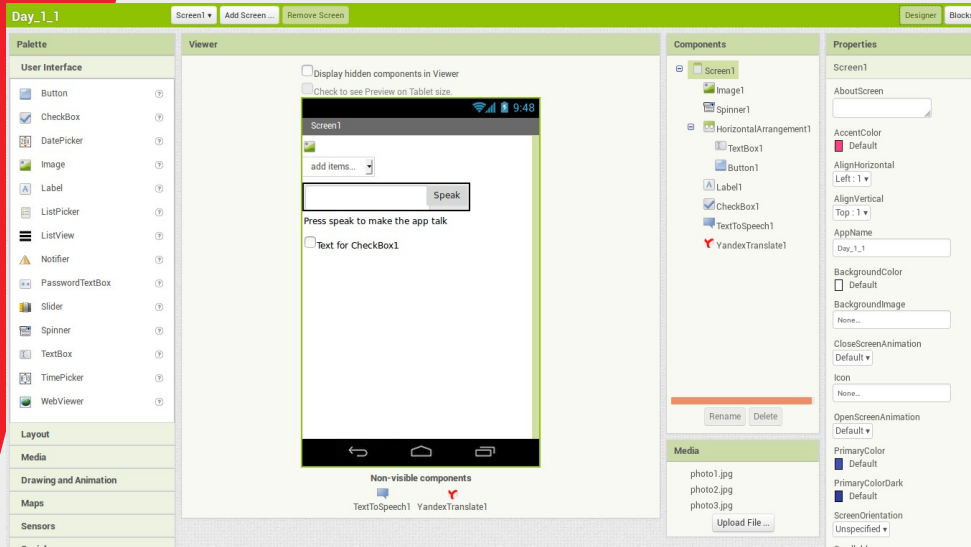 Day_1_1
Screen1 ▾
Add Screen ...
Remove Screen
Designer
Blocks
Palette
User Interface
Button
CheckBox
DatePicker
Image
Label
ListPicker
ListView
Notifier
PasswordTextBox
Slider
Spinner
TextBox
TimePicker
WebViewer
Layout
Media
Drawing and Animation
Maps
Sensors
Viewer
Display hidden components in Viewer
Check to see Preview on Tablet size.
9:48
Screen1
add items...
Speak
Press speak to make the app talk
Text for CheckBox1
Non-visible components
TextToSpeech1 YandexTranslate1
Components
Screen1
Image1
Spinner1
HorizontalArrangement1
TextBox1
Button1
Label1
CheckBox1
TextToSpeech1
YandexTranslate1
Rename Delete
Media
photo1.jpg
photo2.jpg
photo3.jpg
Upload File ...
Properties
Screen1
AboutScreen
AccentColor
Default
AlignHorizontal
Left : 1 ▾
AlignVertical
Top : 1 ▾
AppName
Day_1_1
BackgroundColor
Default
BackgroundImage
None...
CloseScreenAnimation
Default ▾
Icon
None...
OpenScreenAnimation
Default ▾
PrimaryColor
Default
PrimaryColorDark
Default
ScreenOrientation
Unspecified ▾